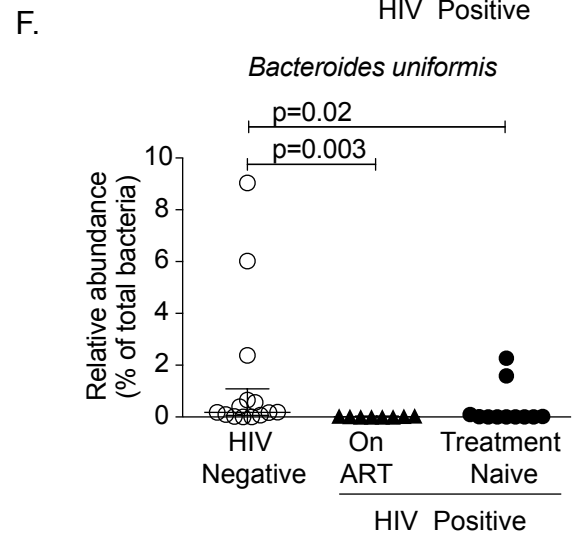 HIV Positive
F.
Bacteroides uniformis
p=0.02
p=0.003
Relative abundance
(% of total bacteria)
10
8
6
4
2
0
HIV
Negative
On
ART
Treatment
Naive
HIV Positive